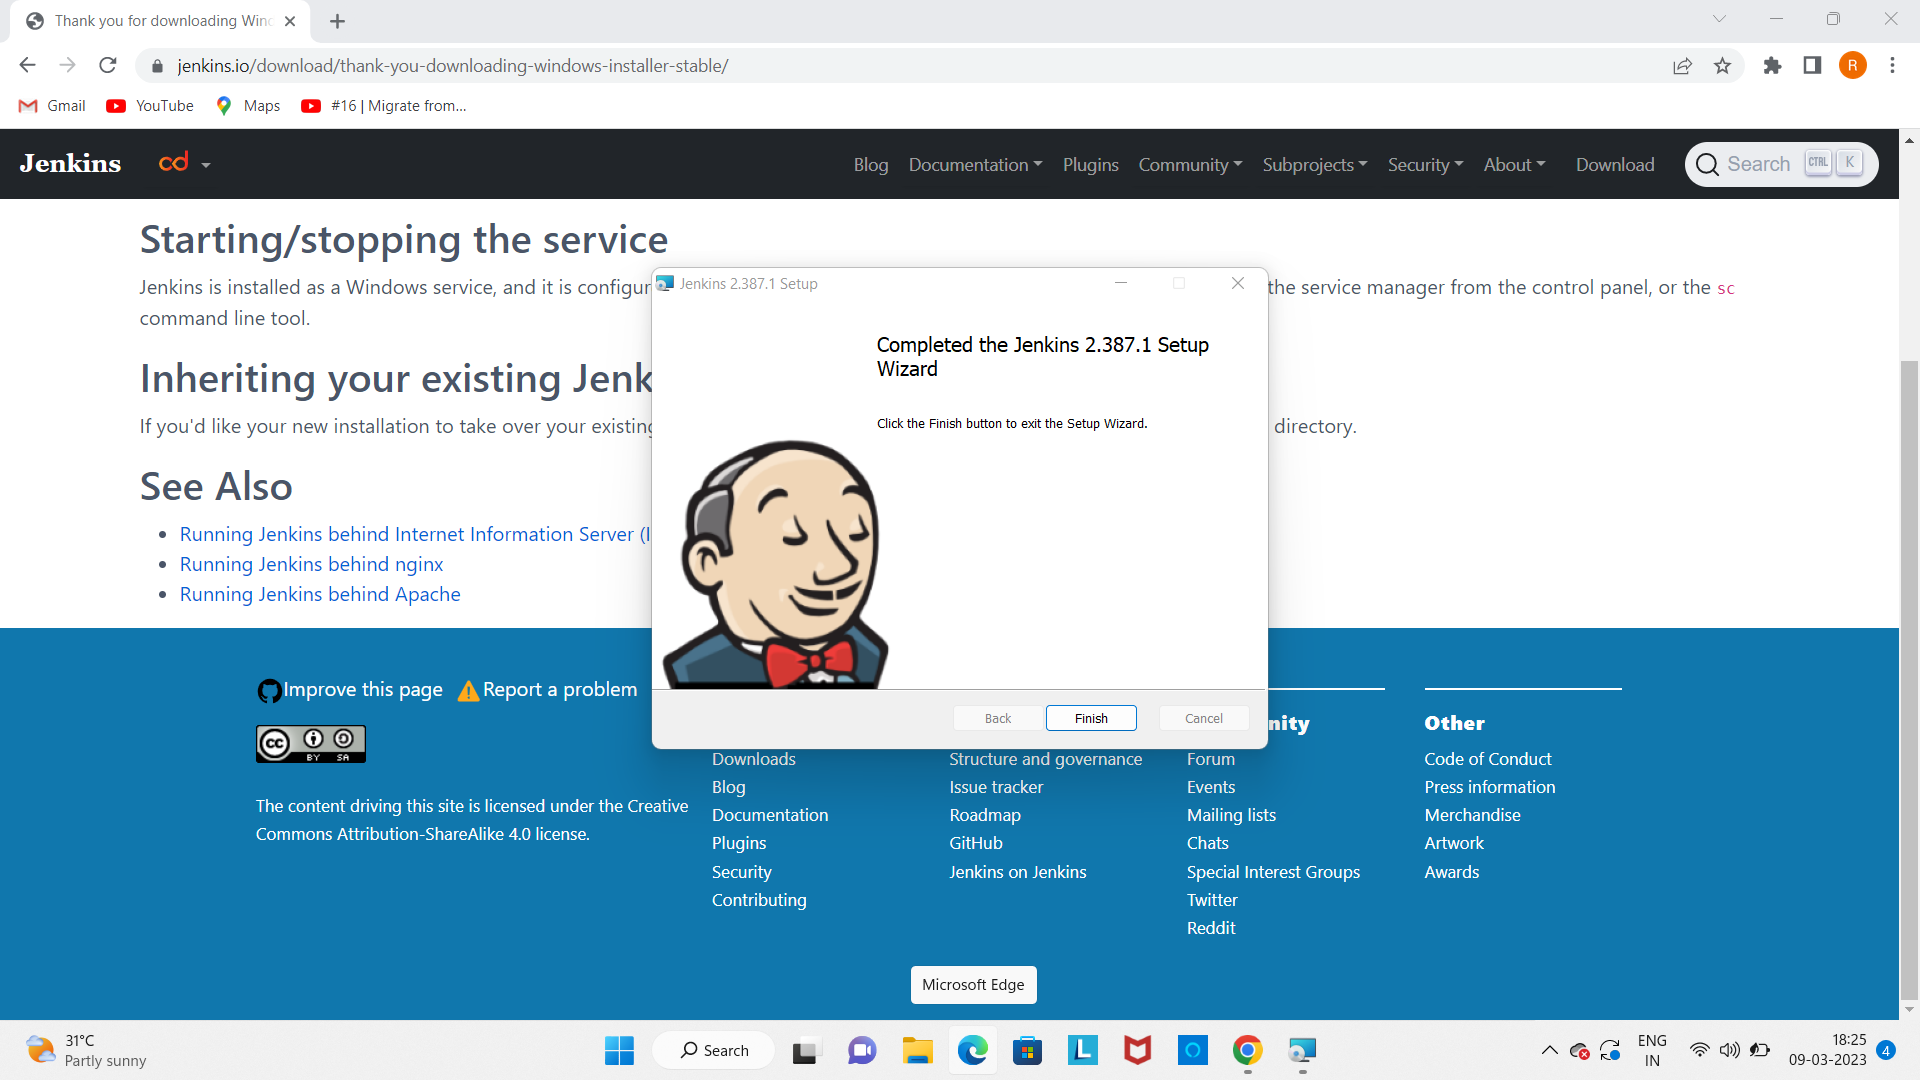 Thank you for downloading Wind
jenkins.io/download/thank-you-downloading-windows-installer-stable/
R
Gmail
YouTube
Maps
#16 | Migrate from...
Jenkins
cd
Blog
Documentation
Plugins
Community
Subprojects
Security
About
Download
Search
CTRL
K
Starting/stopping the service
Jenkins is installed as a Windows service, and it is configur
the service manager from the control panel, or the sc
command line tool.
Inheriting your existing Jenk
If you'd like your new installation to take over your existing
directory.
See Also
Running Jenkins behind Internet Information Server (I
Running Jenkins behind nginx
Running Jenkins behind Apache
Jenkins 2.387.1 Setup
Completed the Jenkins 2.387.1 Setup
Wizard
Click the Finish button to exit the Setup Wizard.
Back
Finish
Cancel
Improve this page
Report a problem
cc
BY SA
The content driving this site is licensed under the Creative
Commons Attribution-ShareAlike 4.0 license.
Downloads
Blog
Documentation
Plugins
Security
Contributing
Structure and governance
Issue tracker
Roadmap
GitHub
Jenkins on Jenkins
nity
Forum
Events
Mailing lists
Chats
Special Interest Groups
Twitter
Reddit
Other
Code of Conduct
Press information
Merchandise
Artwork
Awards
Microsoft Edge
31°C
Partly sunny
Search
L
ENG
IN
18:25
09-03-2023
4